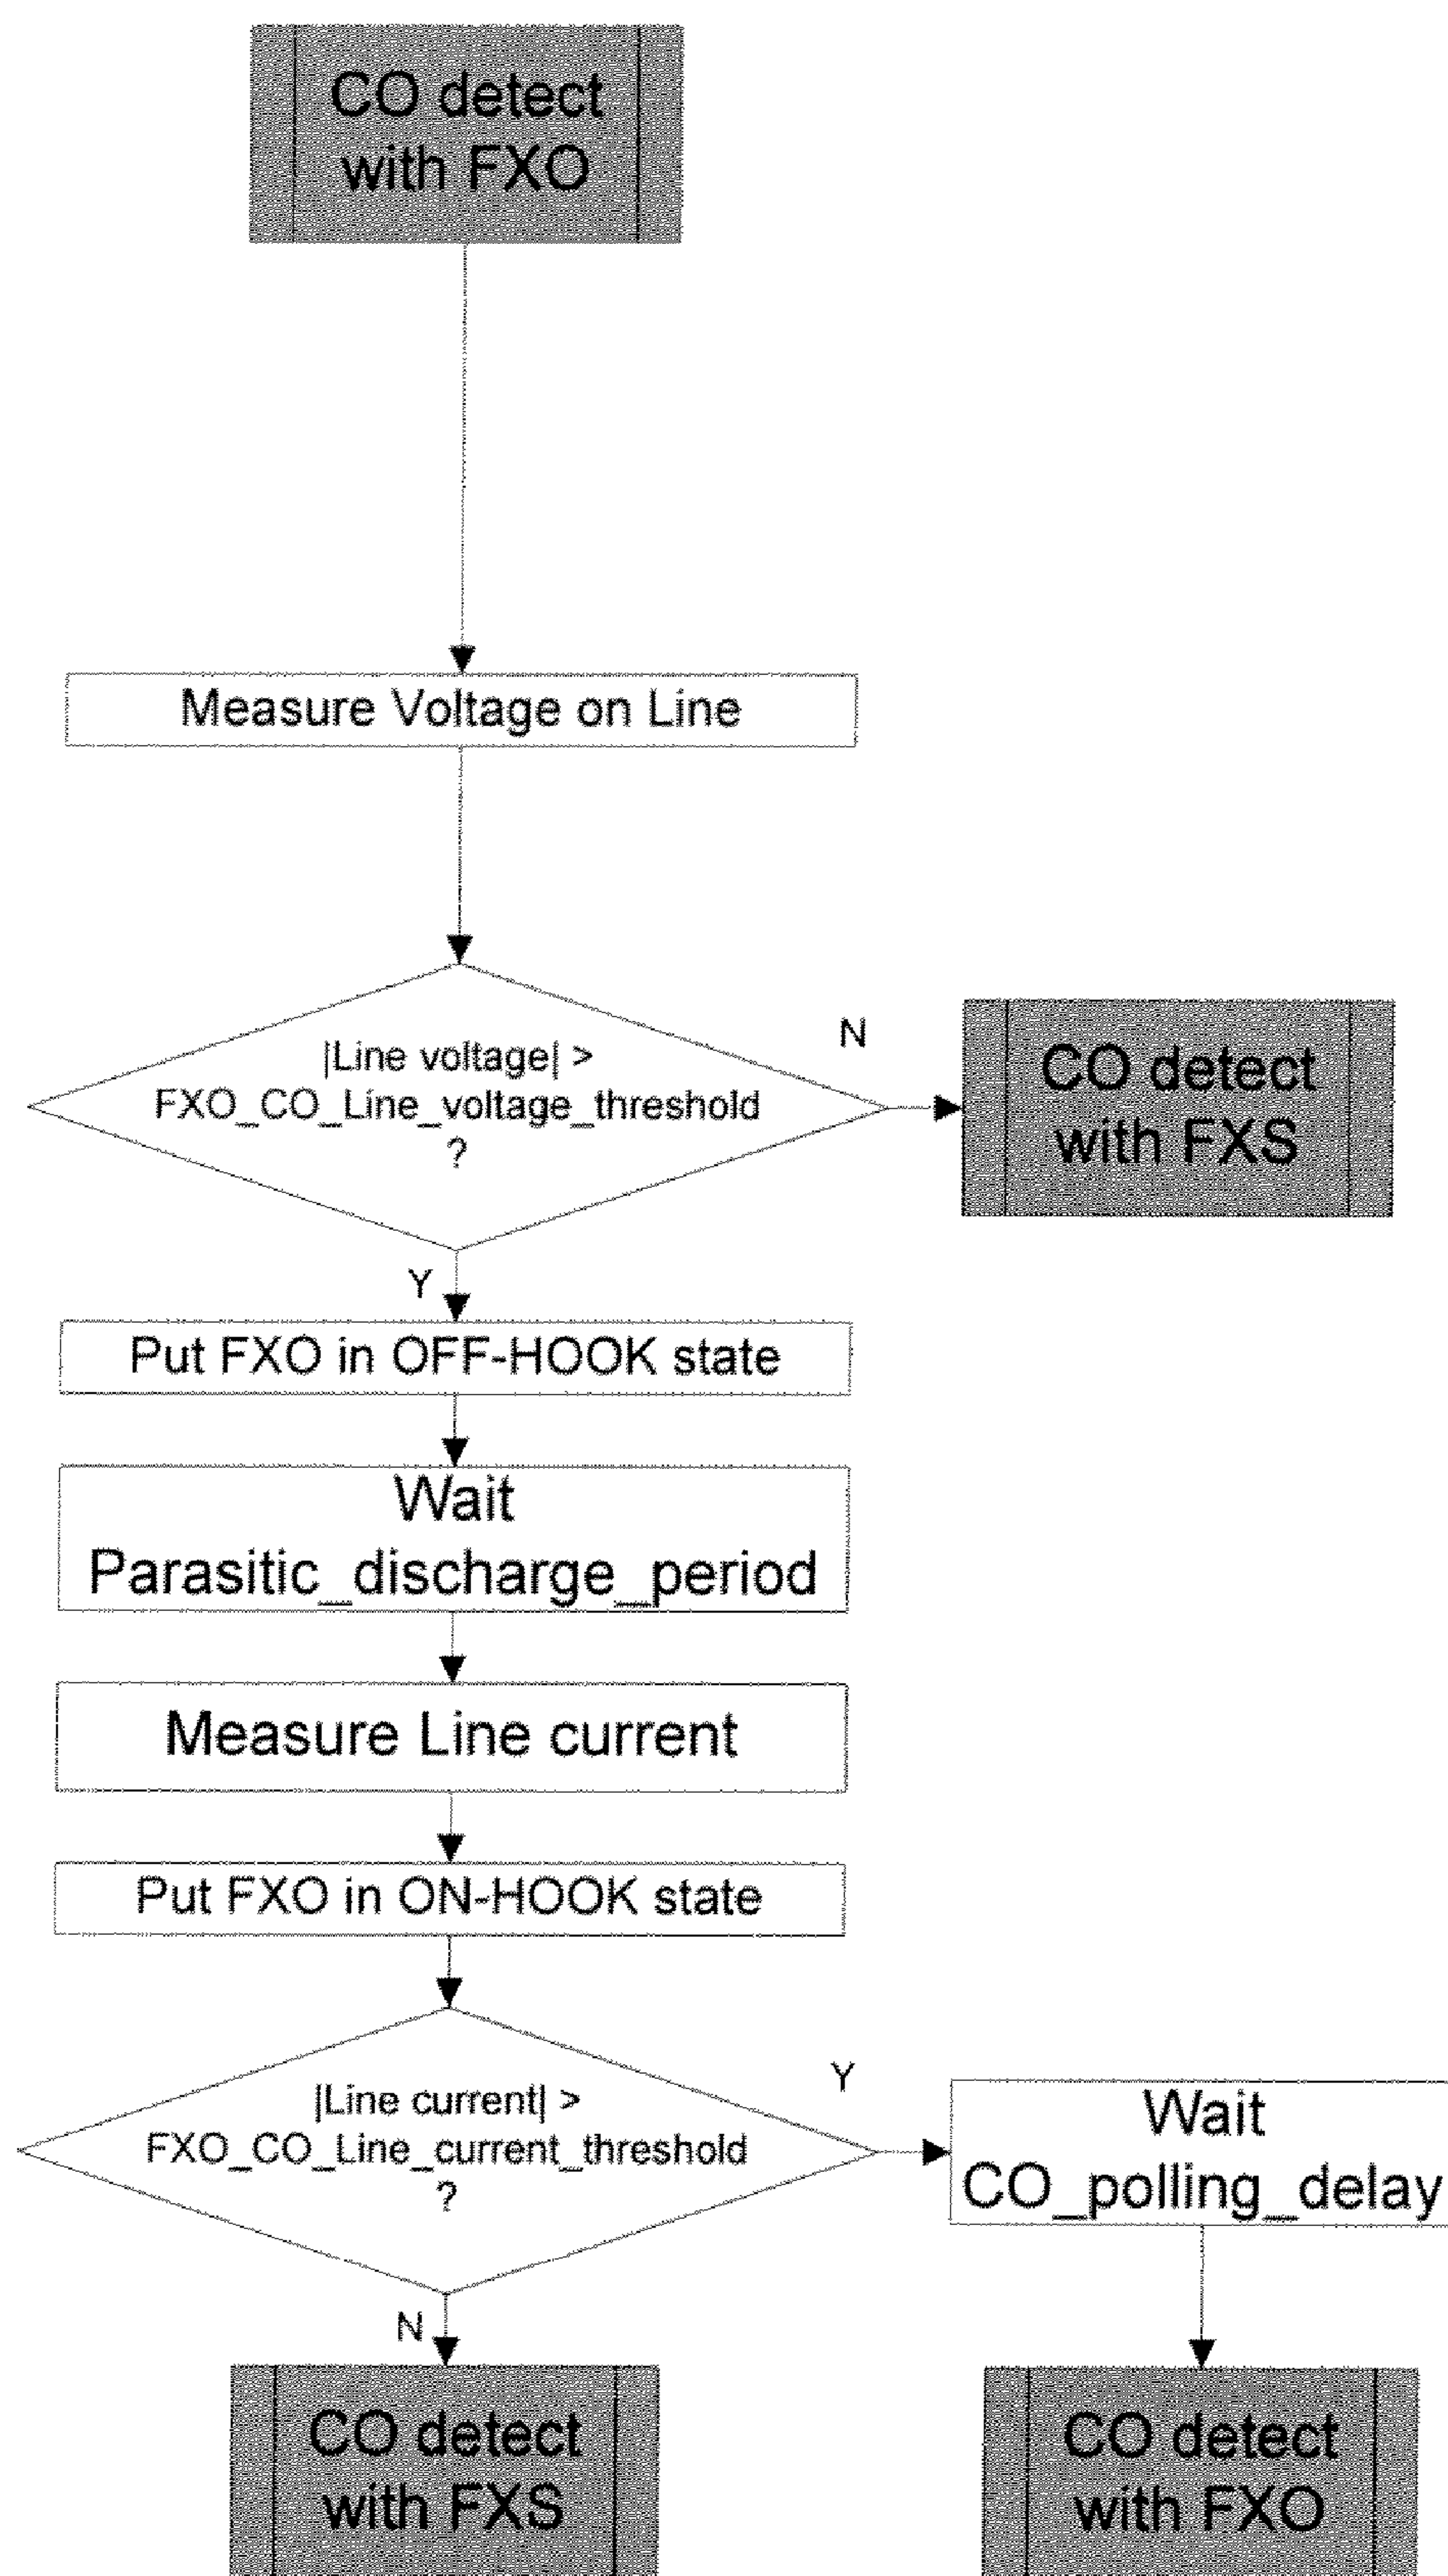 CO detect
with FXO
Measure Voltage on Line
|Line voltage| >
FXO_CO_Line_voltage_threshold
?
N
CO detect
with FXS
Y
Put FXO in OFF-HOOK state
Wait
Parasitic_discharge_period
Measure Line current
Put FXO in ON-HOOK state
|Line current| >
FXO_CO_Line_current_threshold
?
Y
Wait
CO_polling_delay
N
CO detect
with FXS
CO detect
with FXO